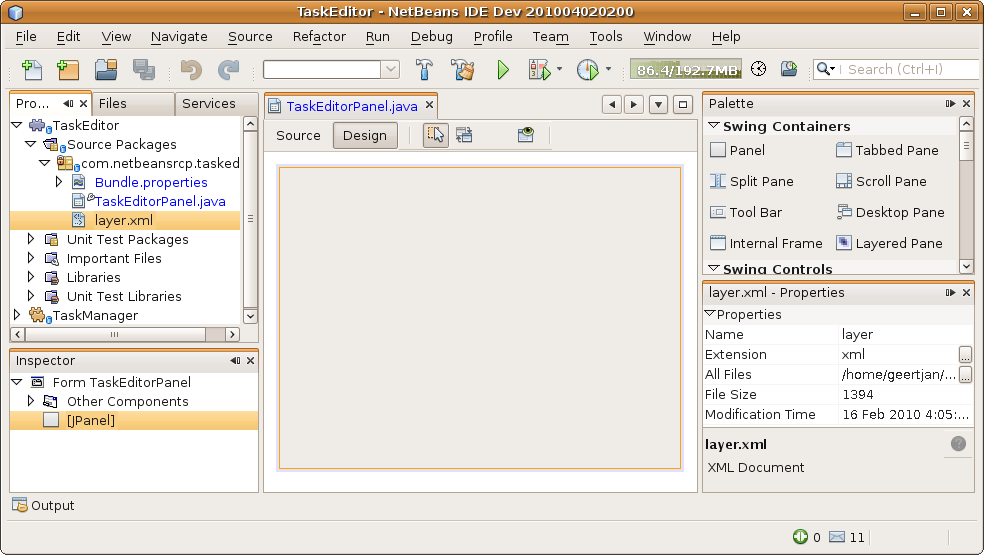 TaskEditor - NetBeans IDE Dev 201004020200
File Edit View Navigate Source Refactor Run Debug Profile Team Tools Window Help
86.4/192.7MB
Search (Ctrl+I)
Pro... Files Services
TaskEditor
Source Packages
com.netbeansrcp.tasked
Bundle.properties
TaskEditorPanel.java
layer.xml
Unit Test Packages
Important Files
Libraries
Unit Test Libraries
TaskManager
Inspector
Form TaskEditorPanel
Other Components
[JPanel]
TaskEditorPanel.java
Source Design
Palette
Swing Containers
Panel Tabbed Pane
Split Pane Scroll Pane
Tool Bar Desktop Pane
Internal Frame Layered Pane
Swing Controls
layer.xml - Properties
Properties
Name layer
Extension xml ...
All Files /home/geertjan/... ...
File Size 1394
Modification Time 16 Feb 2010 4:05:...
layer.xml
?
XML Document
Output
0 11